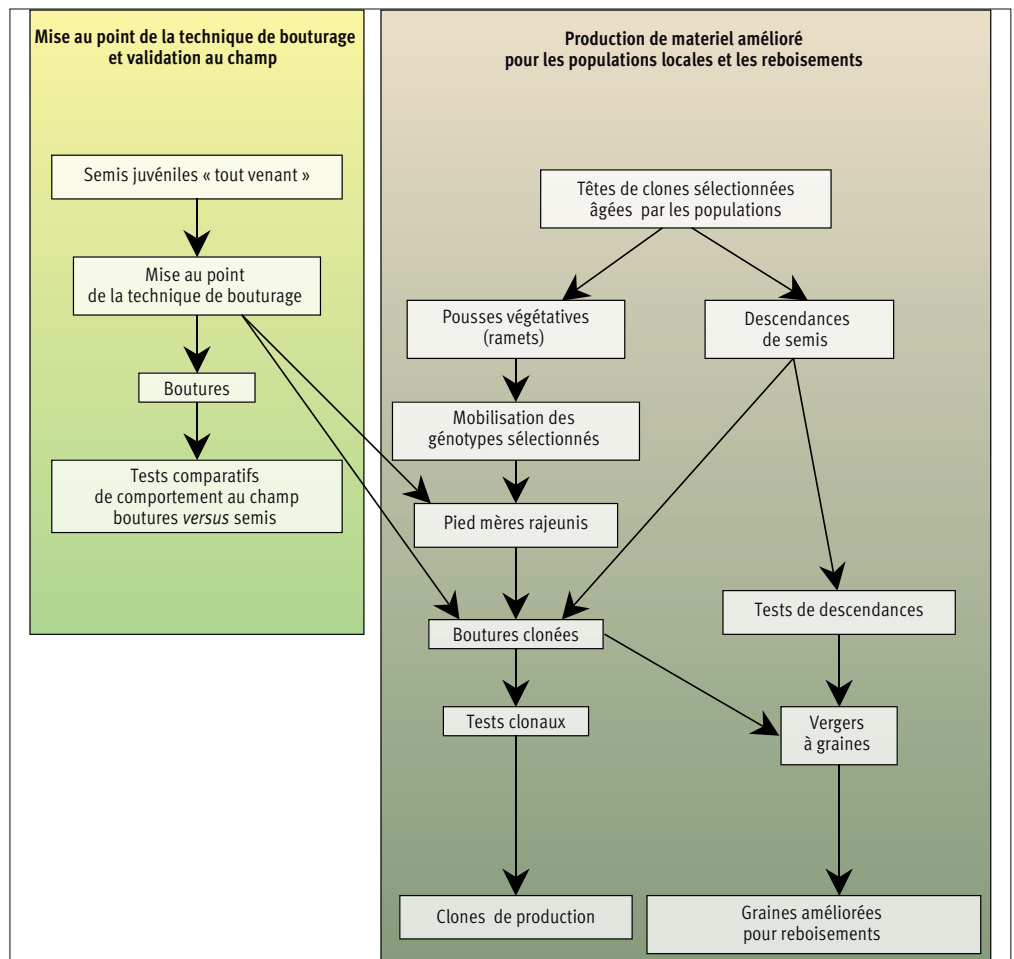 Mise au point de la technique de bouturage
et validation au champ
Semis juvéniles « tout venant »
Mise au point
de la technique de bouturage
Boutures
Tests comparatifs
de comportement au champ
boutures versus semis
Production de materiel amélioré
pour les populations locales et les reboisements
Têtes de clones sélectionnées
âgées par les populations
Pousses végétatives
(ramets)
Descendances
de semis
Mobilisation des
génotypes sélectionnés
Pied mères rajeunis
Boutures clonées
Tests de descendances
Tests clonaux
Vergers
à graines
Clones de production
Graines améliorées
pour reboisements